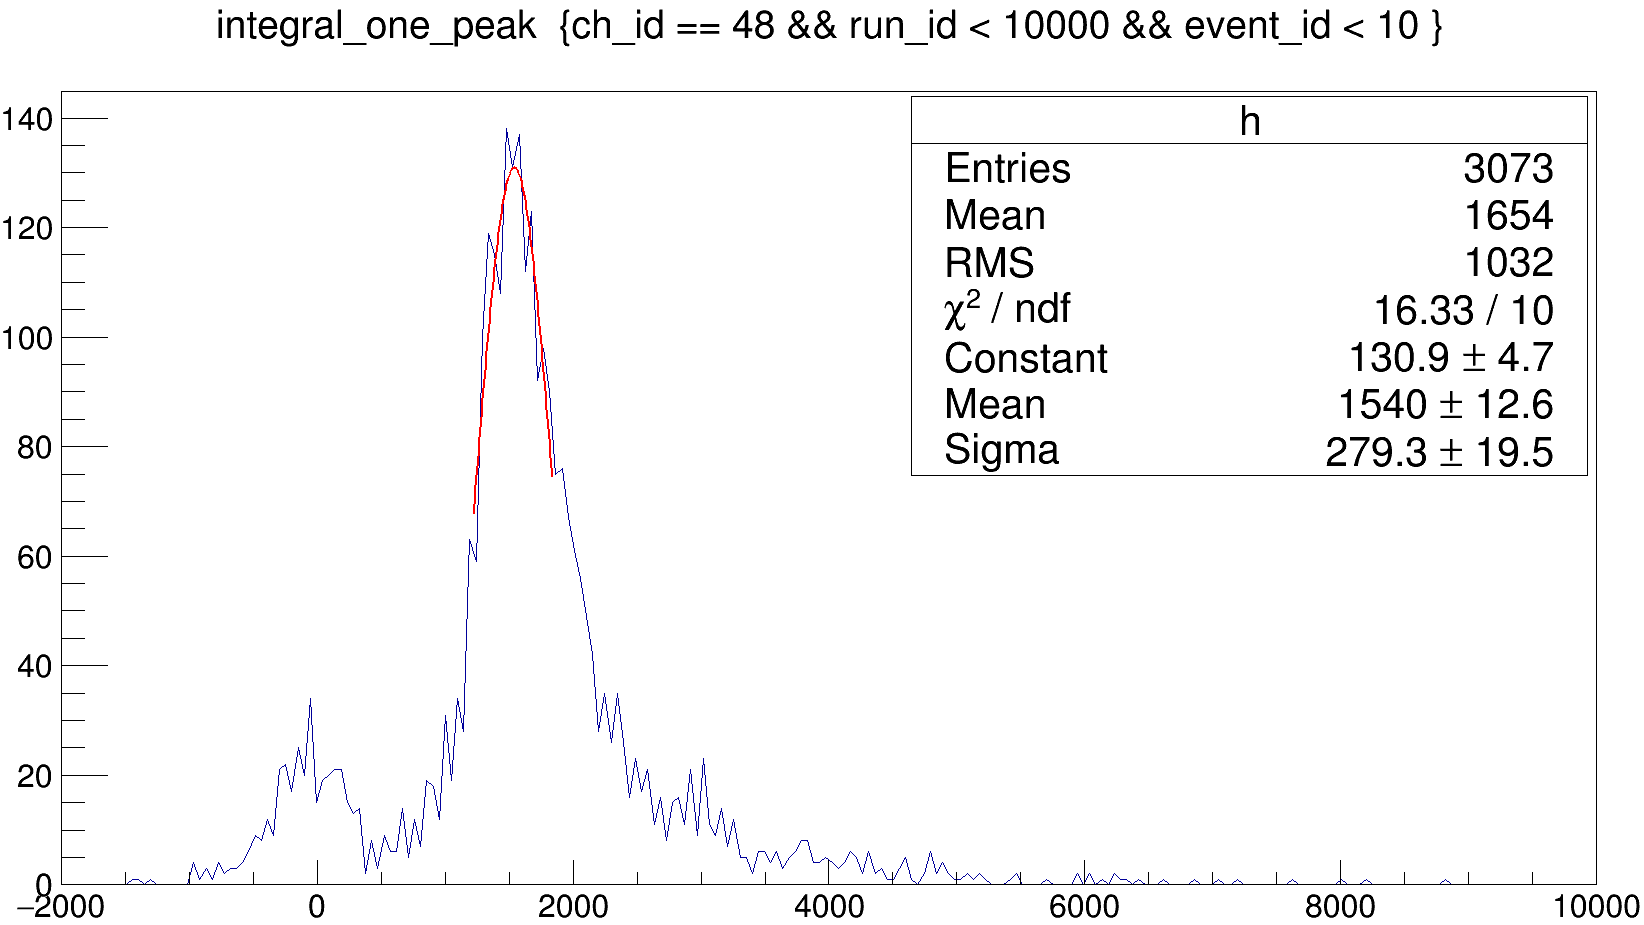 integral_one_peak {ch_id == 48 && run_id < 10000 && event_id < 10 }
h
Entries 3073
Mean 1654
RMS 1032
χ² / ndf 16.33 / 10
Constant 130.9 ± 4.7
Mean 1540 ± 12.6
Sigma 279.3 ± 19.5
140
120
100
80
60
40
20
0
−2000 0 2000 4000 6000 8000 10000